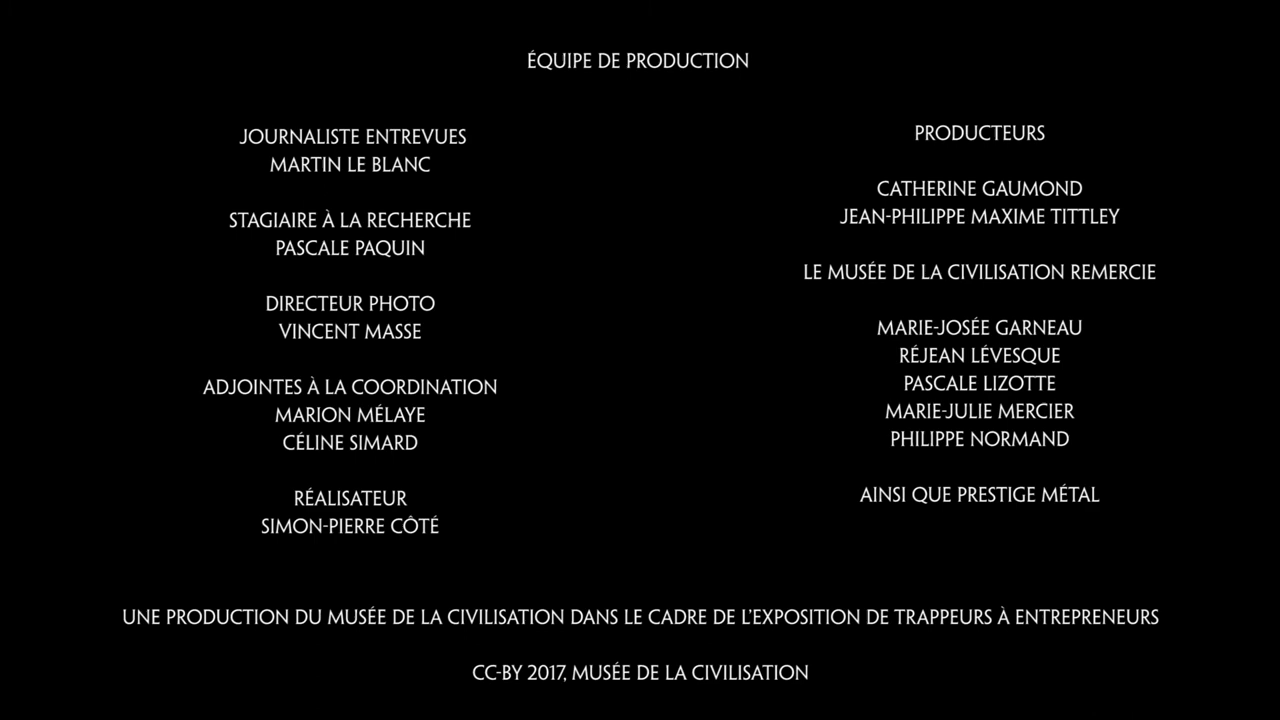 ÉQUIPE DE PRODUCTION
JOURNALISTE ENTREVUES
MARTIN LE BLANC
STAGIAIRE À LA RECHERCHE
PASCALE PAQUIN
DIRECTEUR PHOTO
VINCENT MASSE
ADJOINTES À LA COORDINATION
MARION MÉLAYE
CÉLINE SIMARD
RÉALISATEUR
SIMON-PIERRE CÔTÉ
PRODUCTEURS
CATHERINE GAUMOND
JEAN-PHILIPPE MAXIME TITTLEY
LE MUSÉE DE LA CIVILISATION REMERCIE
MARIE-JOSÉE GARNEAU
RÉJEAN LÉVESQUE
PASCALE LIZOTTE
MARIE-JULIE MERCIER
PHILIPPE NORMAND
AINSI QUE PRESTIGE MÉTAL
UNE PRODUCTION DU MUSÉE DE LA CIVILISATION DANS LE CADRE DE L'EXPOSITION DE TRAPPEURS À ENTREPRENEURS
CC-BY 2017, MUSÉE DE LA CIVILISATION